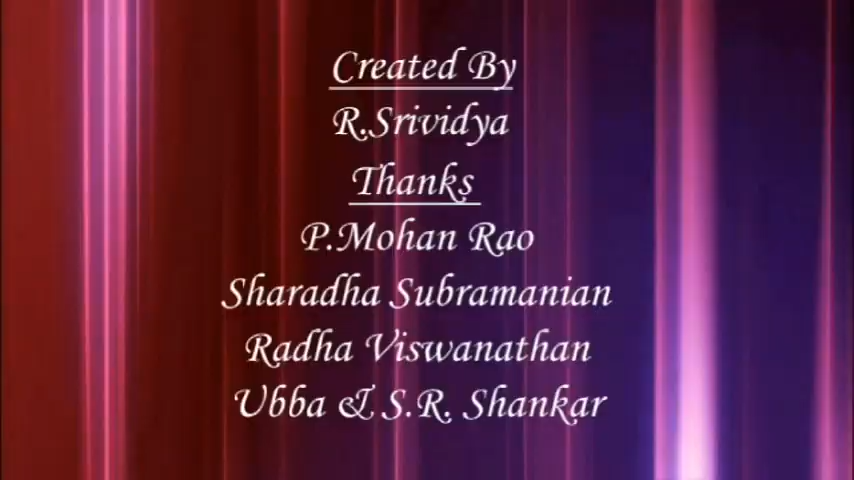 Created By
R.Srividya
Thanks
P.Mohan Rao
Sharadha Subramanian
Radha Viswanathan
Ubba & S.R. Shankar